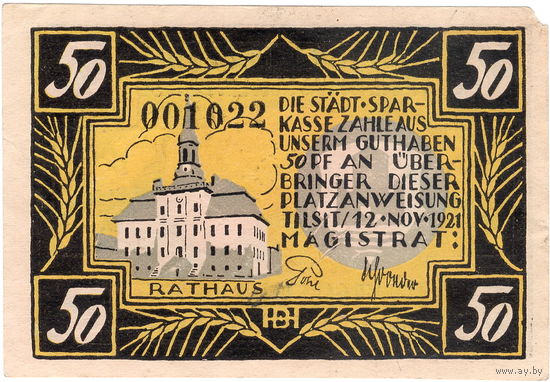 50
50
001022
DIE STÄDT·SPAR-
KASSE ZAHLE AUS
UNSERM GUTHABEN
50 PF AN ÜBER-
BRINGER DIESER
PLATZANWEISUNG
TILSIT/12·NOV·1921
MAGISTRAT:
RATHAUS
50
50
www.ay.by